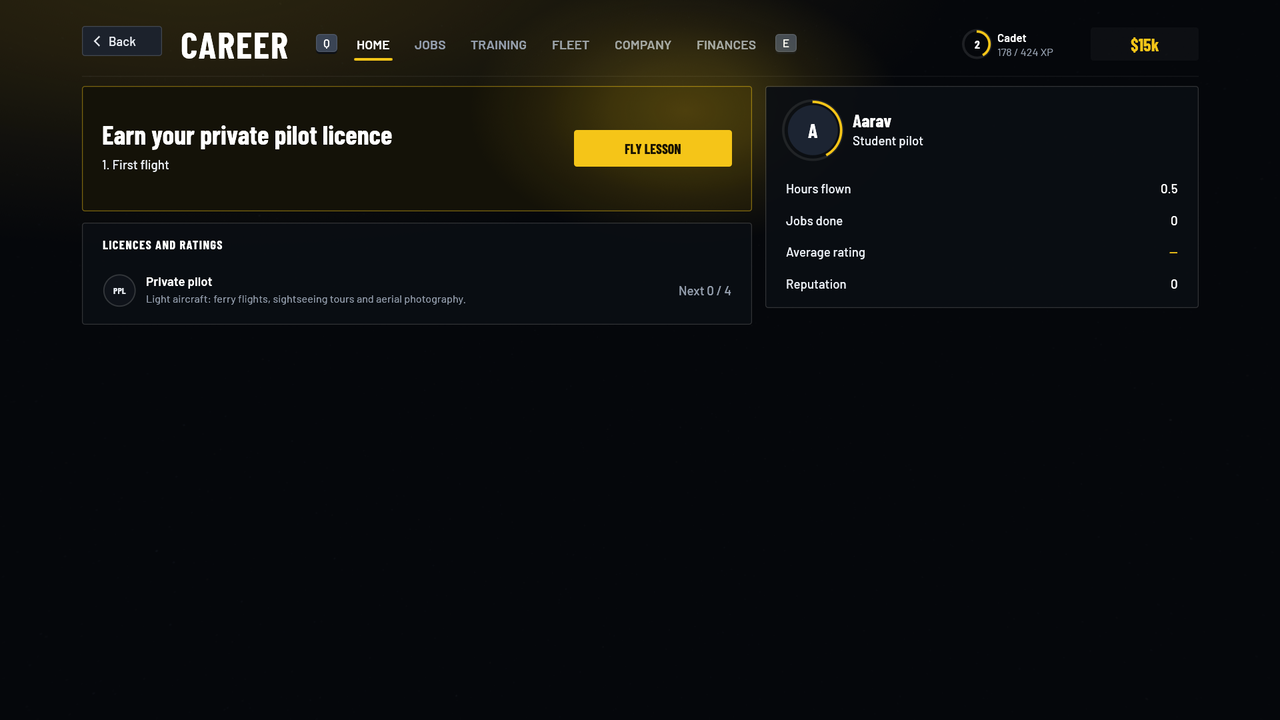 Back
CAREER
Q
HOME
JOBS
TRAINING
FLEET
COMPANY
FINANCES
E
2
Cadet
178 / 424 XP
$15k
Earn your private pilot licence
1. First flight
FLY LESSON
LICENCES AND RATINGS
PPL
Private pilot
Light aircraft: ferry flights, sightseeing tours and aerial photography.
Next 0 / 4
A
Aarav
Student pilot
Hours flown 0.5
Jobs done 0
Average rating –
Reputation 0